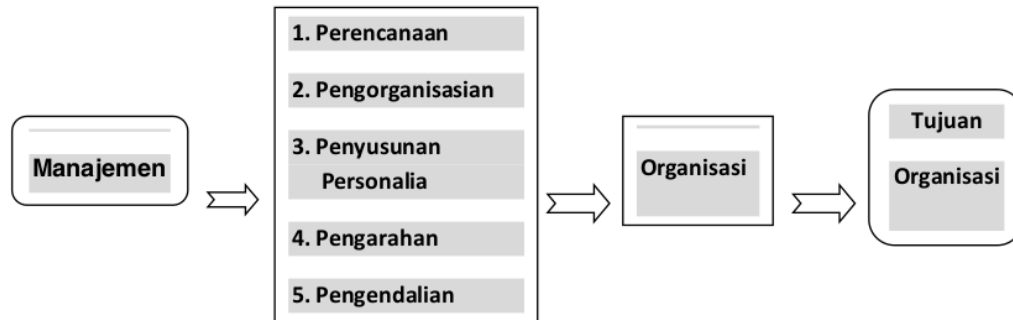 Manajemen
1. Perencanaan
2. Pengorganisasian
3. Penyusunan
Personalia
4. Pengarahan
5. Pengendalian
Organisasi
Tujuan
Organisasi